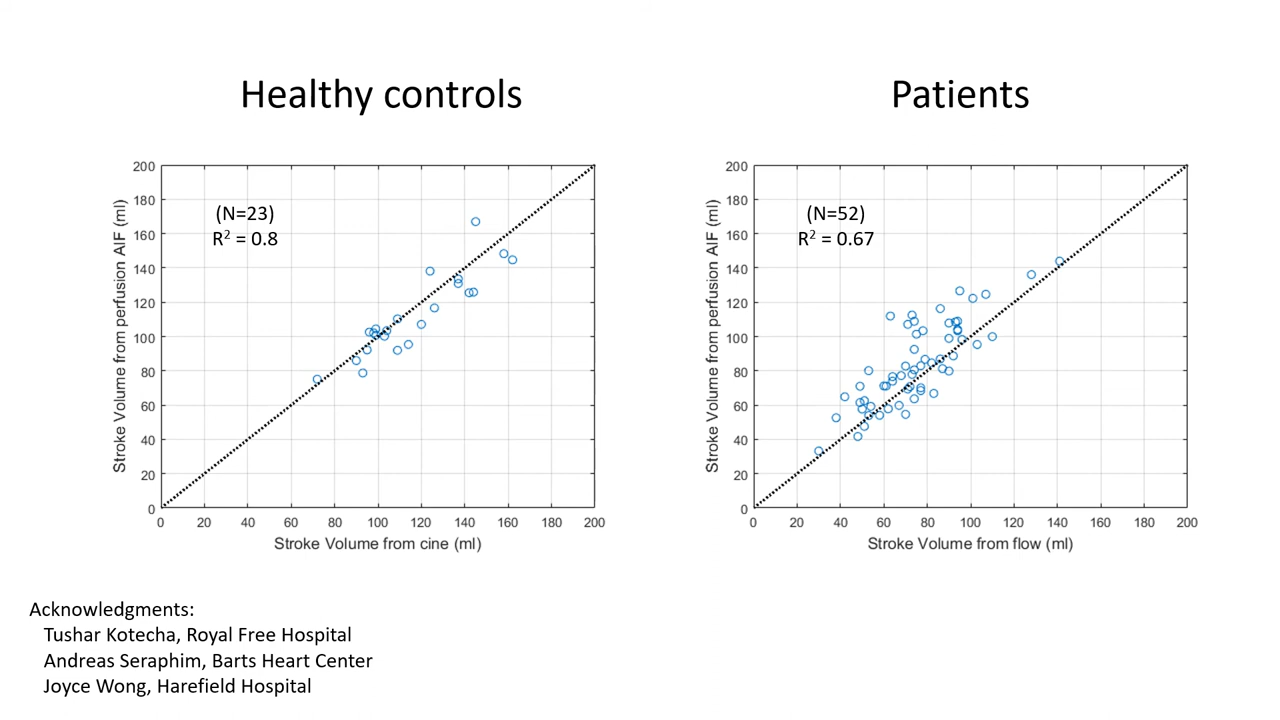 Healthy controls
Patients
(N=23)
R² = 0.8
Stroke Volume from perfusion AIF (ml)
200
180
160
140
120
100
80
60
40
20
0
0 20 40 60 80 100 120 140 160 180 200
Stroke Volume from cine (ml)
(N=52)
R² = 0.67
Stroke Volume from perfusion AIF (ml)
200
180
160
140
120
100
80
60
40
20
0
0 20 40 60 80 100 120 140 160 180 200
Stroke Volume from flow (ml)
Acknowledgments:
Tushar Kotecha, Royal Free Hospital
Andreas Seraphim, Barts Heart Center
Joyce Wong, Harefield Hospital